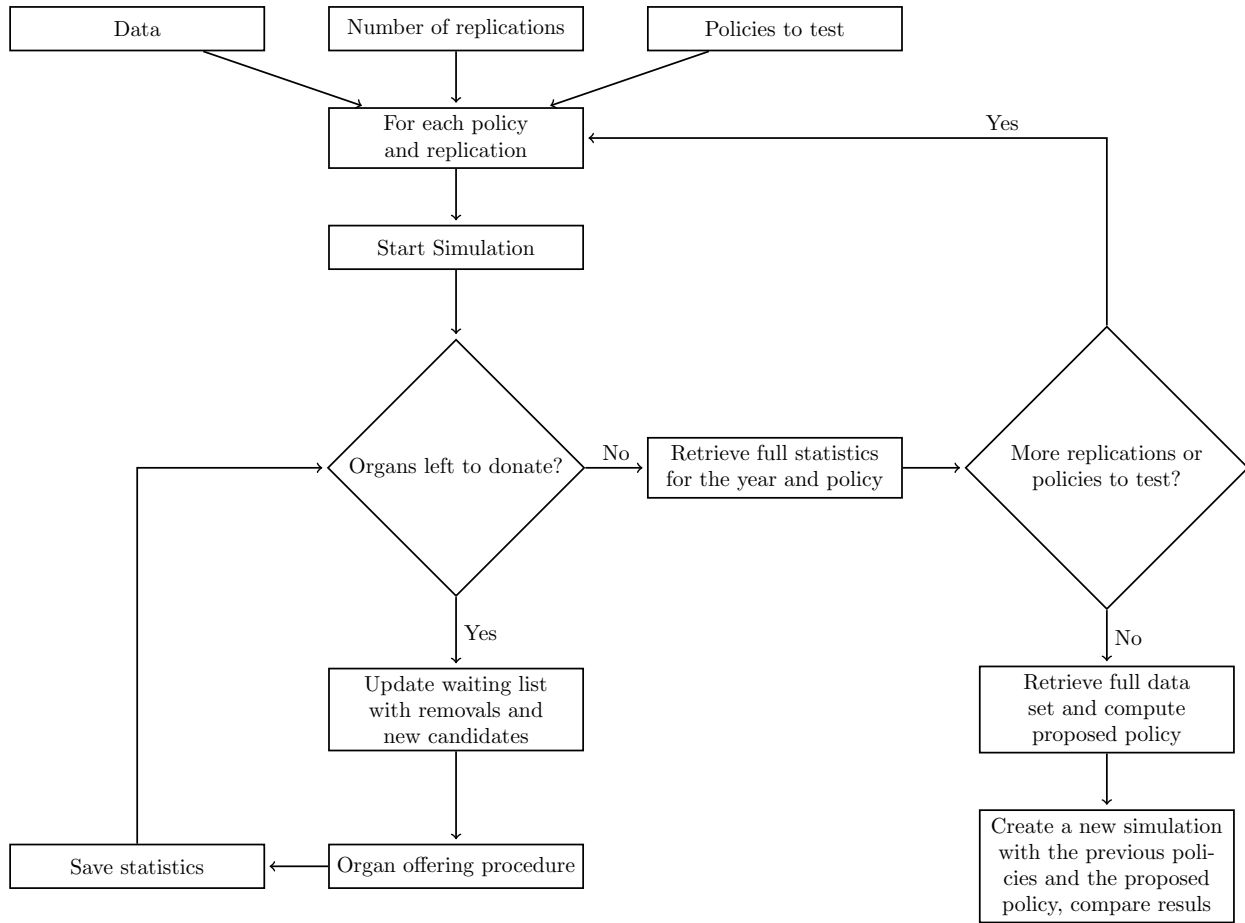 Data
Number of replications
Policies to test
For each policy
and replication
Yes
Start Simulation
Organs left to donate?
No
Retrieve full statistics
for the year and policy
More replications or
policies to test?
Yes
No
Update waiting list
with removals and
new candidates
Retrieve full data
set and compute
proposed policy
Save statistics
Organ offering procedure
Create a new simulation
with the previous poli-
cies and the proposed
policy, compare resuls